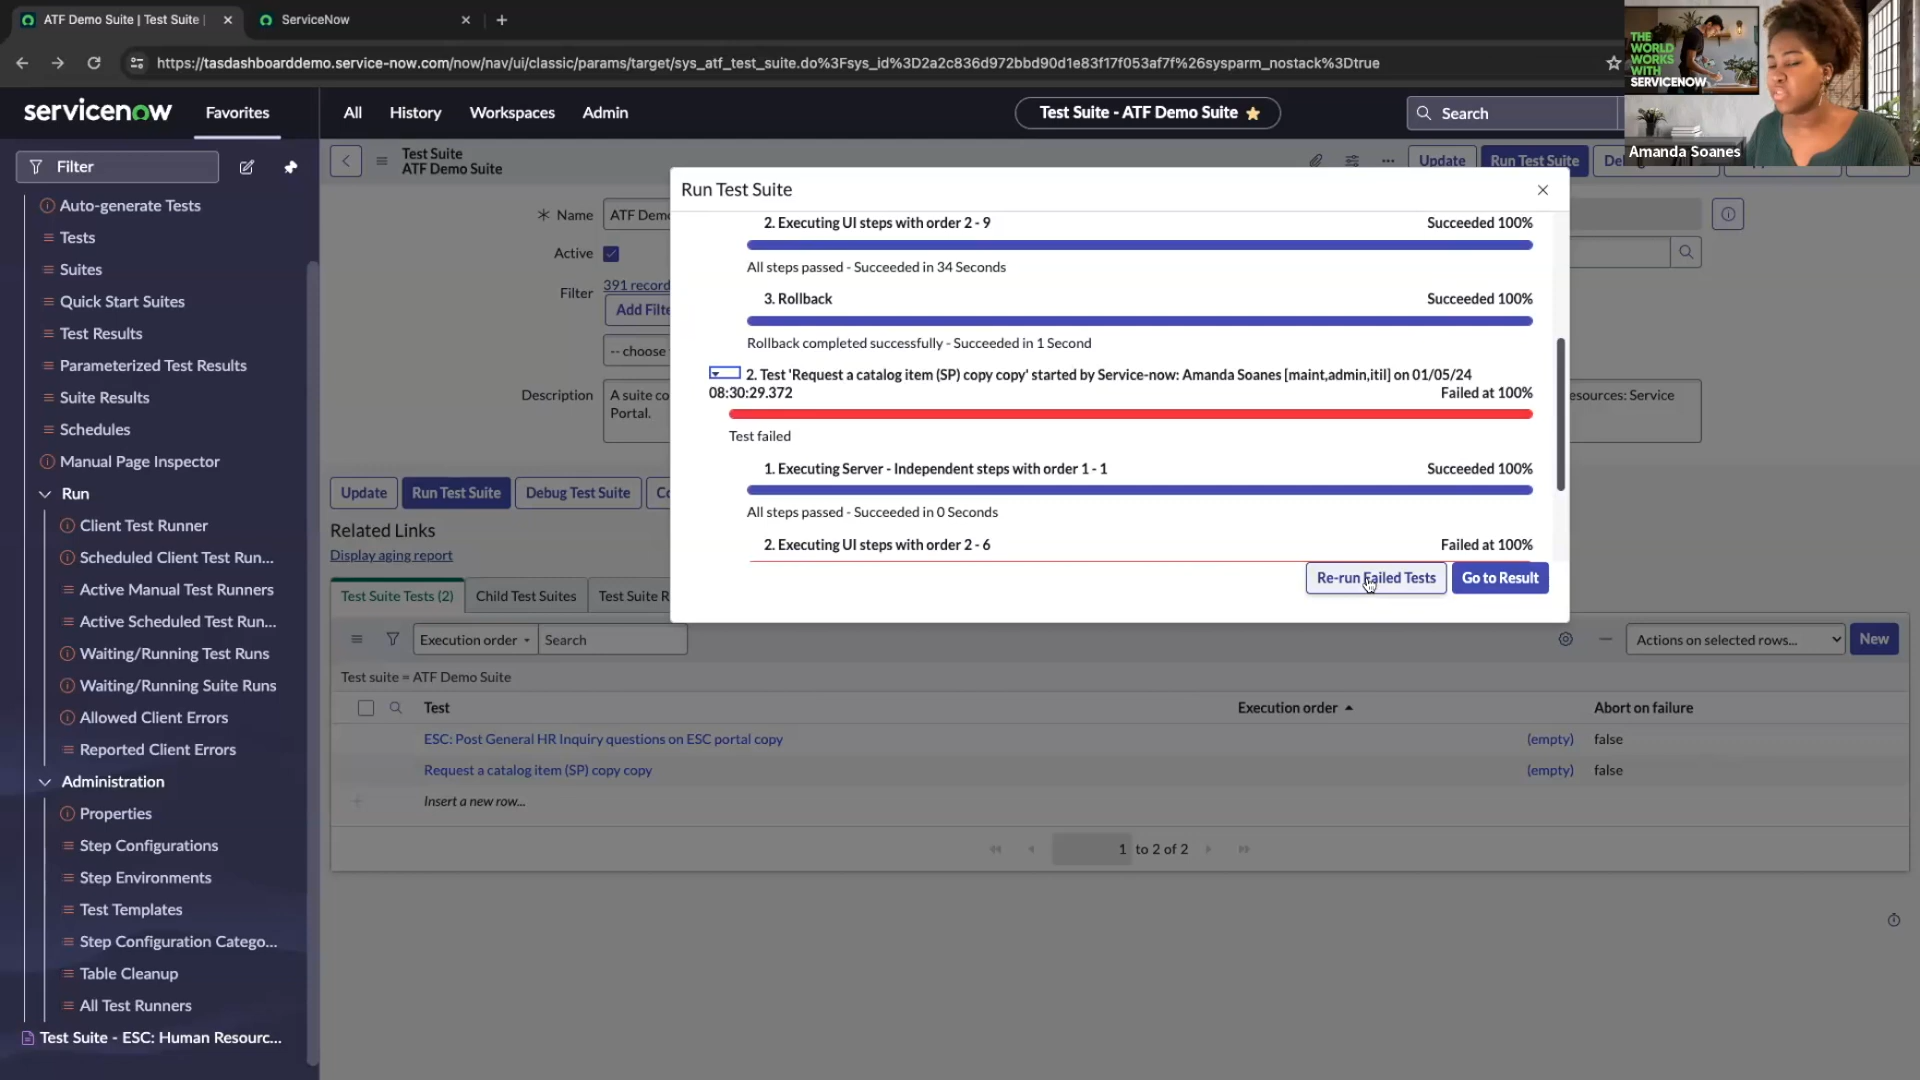 ATF Demo Suite | Test Suite |
ServiceNow
https://tasdashboarddemo.service-now.com/now/nav/ui/classic/params/target/sys_atf_test_suite.do%3Fsys_id%3D2a2c836d972bbd90d1e83f17f053af7f%26sysparm_nostack%3Dtrue
THE
WORLD
WORKS
WITH
SERVICENOW
Amanda Soanes
servicenow
Favorites
All
History
Workspaces
Admin
Test Suite - ATF Demo Suite
Search
Filter
Auto-generate Tests
Tests
Suites
Quick Start Suites
Test Results
Parameterized Test Results
Suite Results
Schedules
Manual Page Inspector
Run
Client Test Runner
Scheduled Client Test Run...
Active Manual Test Runners
Active Scheduled Test Run...
Waiting/Running Test Runs
Waiting/Running Suite Runs
Allowed Client Errors
Reported Client Errors
Administration
Properties
Step Configurations
Step Environments
Test Templates
Step Configuration Catego...
Table Cleanup
All Test Runners
Test Suite - ESC: Human Resourc...
Test Suite
ATF Demo Suite
Update
Run Test Suite
De
Name
ATF Demo
Active
Filter
391 record
Add Filte
-- choose
Description
A suite co
Portal.
esources: Service
Run Test Suite
2. Executing UI steps with order 2 - 9
Succeeded 100%
All steps passed - Succeeded in 34 Seconds
3. Rollback
Succeeded 100%
Rollback completed successfully - Succeeded in 1 Second
2. Test 'Request a catalog item (SP) copy copy' started by Service-now: Amanda Soanes [maint,admin,itil] on 01/05/24
08:30:29.372
Failed at 100%
Test failed
1. Executing Server - Independent steps with order 1 - 1
Succeeded 100%
All steps passed - Succeeded in 0 Seconds
2. Executing UI steps with order 2 - 6
Failed at 100%
Re-run Failed Tests
Go to Result
Update
Run Test Suite
Debug Test Suite
Co
Related Links
Display aging report
Test Suite Tests (2)
Child Test Suites
Test Suite R
Execution order
Search
Actions on selected rows...
New
Test suite = ATF Demo Suite
Test
Execution order
Abort on failure
ESC: Post General HR Inquiry questions on ESC portal copy
(empty)
false
Request a catalog item (SP) copy copy
(empty)
false
Insert a new row...
1 to 2 of 2